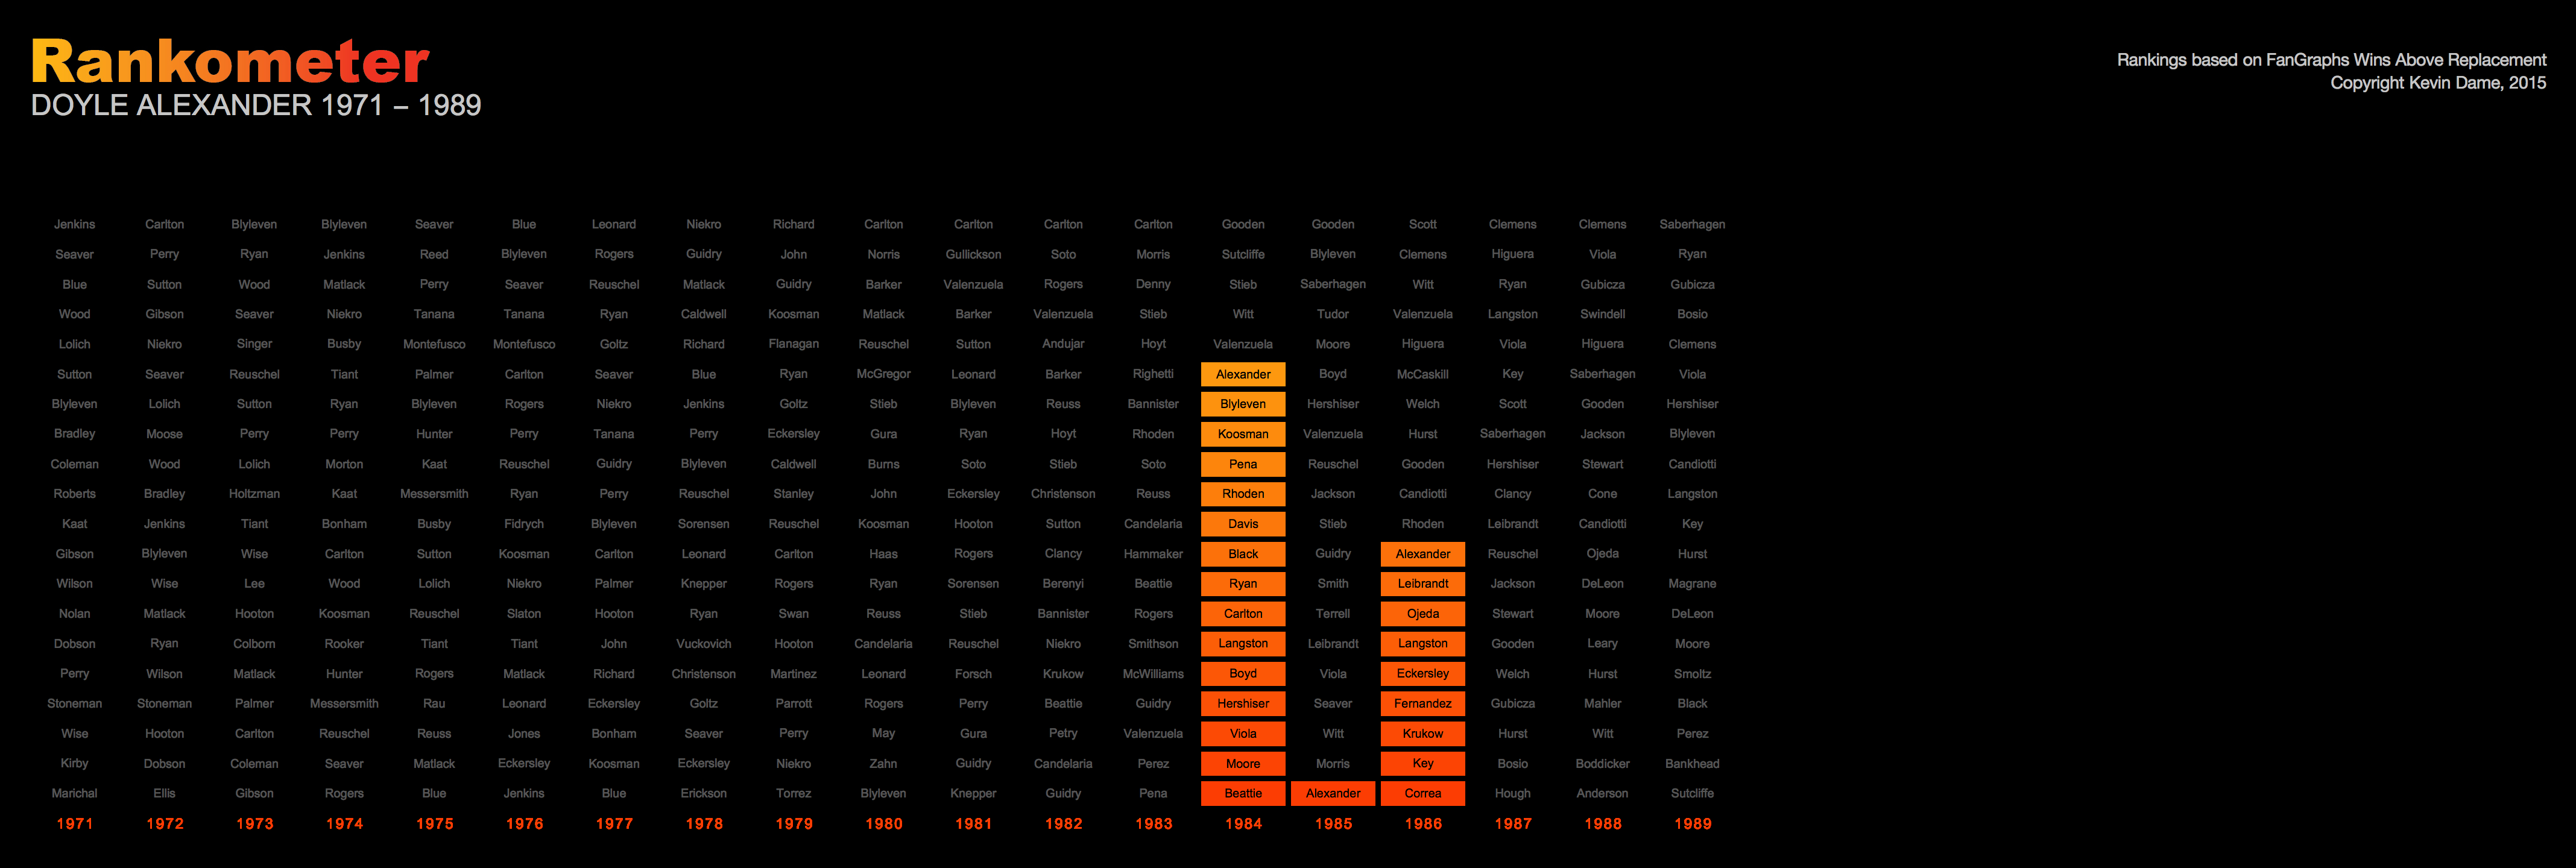 Rankometer
DOYLE ALEXANDER 1971 – 1989
Rankings based on FanGraphs Wins Above Replacement
Copyright Kevin Dame, 2015
Jenkins Carlton Blyleven Blyleven Seaver Blue Leonard Niekro Richard Carlton Carlton Carlton Carlton Gooden Gooden Scott Clemens Clemens Saberhagen
Seaver Perry Ryan Jenkins Reed Blyleven Rogers Guidry John Norris Gullickson Soto Morris Sutcliffe Blyleven Clemens Higuera Viola Ryan
Blue Sutton Wood Matlack Perry Seaver Reuschel Matlack Guidry Barker Valenzuela Rogers Denny Stieb Saberhagen Witt Ryan Gubicza Gubicza
Wood Gibson Seaver Niekro Tanana Tanana Ryan Caldwell Koosman Matlack Barker Valenzuela Stieb Witt Tudor Valenzuela Langston Swindell Bosio
Lolich Niekro Singer Busby Montefusco Montefusco Goltz Richard Flanagan Reuschel Sutton Andujar Hoyt Valenzuela Moore Higuera Viola Higuera Clemens
Sutton Seaver Reuschel Tiant Palmer Carlton Seaver Blue Ryan McGregor Leonard Barker Righetti Alexander Boyd McCaskill Key Saberhagen Viola
Blyleven Lolich Sutton Ryan Blyleven Rogers Niekro Jenkins Goltz Stieb Blyleven Reuss Bannister Blyleven Hershiser Welch Scott Gooden Hershiser
Bradley Moose Perry Perry Hunter Perry Tanana Perry Eckersley Gura Ryan Hoyt Rhoden Koosman Valenzuela Hurst Saberhagen Jackson Blyleven
Coleman Wood Lolich Morton Kaat Reuschel Guidry Blyleven Caldwell Burns Soto Stieb Soto Pena Reuschel Gooden Hershiser Stewart Candiotti
Roberts Bradley Holtzman Kaat Messersmith Ryan Perry Reuschel Stanley John Eckersley Christenson Reuss Rhoden Jackson Candiotti Clancy Cone Langston
Kaat Jenkins Tiant Bonham Busby Fidrych Blyleven Sorensen Reuschel Koosman Hooton Sutton Candelaria Davis Stieb Rhoden Leibrandt Candiotti Key
Gibson Blyleven Wise Carlton Sutton Koosman Carlton Leonard Carlton Haas Rogers Clancy Hammaker Black Guidry Alexander Reuschel Ojeda Hurst
Wilson Wise Lee Wood Lolich Niekro Palmer Knepper Rogers Ryan Sorensen Berenyi Beattie Ryan Smith Leibrandt Jackson DeLeon Magrane
Nolan Matlack Hooton Koosman Reuschel Slaton Hooton Ryan Swan Reuss Stieb Bannister Rogers Carlton Terrell Ojeda Stewart Moore DeLeon
Dobson Ryan Colborn Rooker Tiant Tiant John Vuckovich Hooton Candelaria Reuschel Niekro Smithson Langston Leibrandt Langston Gooden Leary Moore
Perry Wilson Matlack Hunter Rogers Matlack Richard Christenson Martinez Leonard Forsch Krukow McWilliams Boyd Viola Eckersley Welch Hurst Smoltz
Stoneman Stoneman Palmer Messersmith Rau Leonard Eckersley Goltz Parrott Rogers Perry Beattie Guidry Hershiser Seaver Fernandez Gubicza Mahler Black
Wise Hooton Carlton Reuschel Reuss Jones Bonham Seaver Perry May Gura Petry Valenzuela Viola Witt Krukow Hurst Witt Perez
Kirby Dobson Coleman Seaver Matlack Eckersley Koosman Eckersley Niekro Zahn Guidry Candelaria Perez Moore Morris Key Bosio Boddicker Bankhead
Marichal Ellis Gibson Rogers Blue Jenkins Blue Erickson Torrez Blyleven Knepper Guidry Pena Beattie Alexander Correa Hough Anderson Sutcliffe
1971 1972 1973 1974 1975 1976 1977 1978 1979 1980 1981 1982 1983 1984 1985 1986 1987 1988 1989